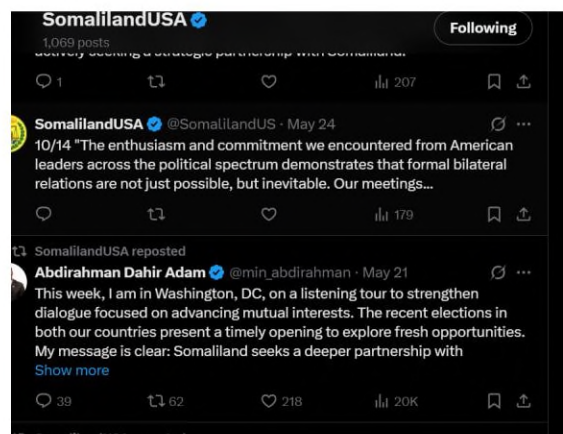 SomalilandUSA
1,069 posts
Following
actively seeking a strategic partnership with Somaliland.
1
207
SomalilandUSA @SomalilandUS · May 24
10/14 "The enthusiasm and commitment we encountered from American
leaders across the political spectrum demonstrates that formal bilateral
relations are not just possible, but inevitable. Our meetings...
179
SomalilandUSA reposted
Abdirahman Dahir Adam @min_abdirahman · May 21
This week, I am in Washington, DC, on a listening tour to strengthen
dialogue focused on advancing mutual interests. The recent elections in
both our countries present a timely opening to explore fresh opportunities.
My message is clear: Somaliland seeks a deeper partnership with
Show more
39
62
218
20K